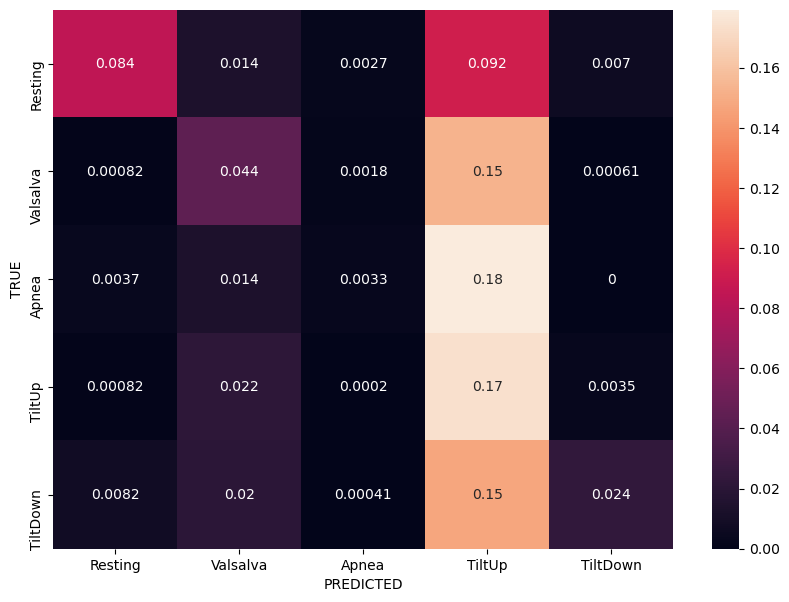 Resting 0.084 0.014 0.0027 0.092 0.007
Valsalva 0.00082 0.044 0.0018 0.15 0.00061
Apnea 0.0037 0.014 0.0033 0.18 0
TiltUp 0.00082 0.022 0.0002 0.17 0.0035
TiltDown 0.0082 0.02 0.00041 0.15 0.024
TRUE
Resting Valsalva Apnea TiltUp TiltDown
PREDICTED
0.16
0.14
0.12
0.10
0.08
0.06
0.04
0.02
0.00